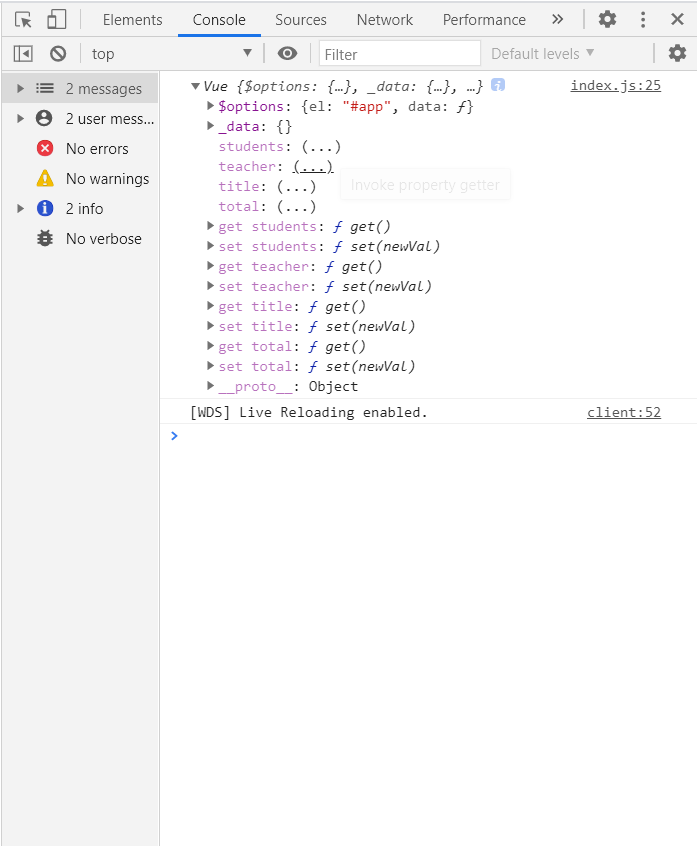 Elements Console Sources Network Performance »
top Filter Default levels
2 messages
2 user mess...
No errors
No warnings
2 info
No verbose
Vue {$options: {…}, _data: {…}, …} i index.js:25
$options: {el: "#app", data: ƒ}
_data: {}
students: (...)
teacher: (...)
Invoke property getter
title: (...)
total: (...)
get students: ƒ get()
set students: ƒ set(newVal)
get teacher: ƒ get()
set teacher: ƒ set(newVal)
get title: ƒ get()
set title: ƒ set(newVal)
get total: ƒ get()
set total: ƒ set(newVal)
__proto__: Object
[WDS] Live Reloading enabled. client:52
>